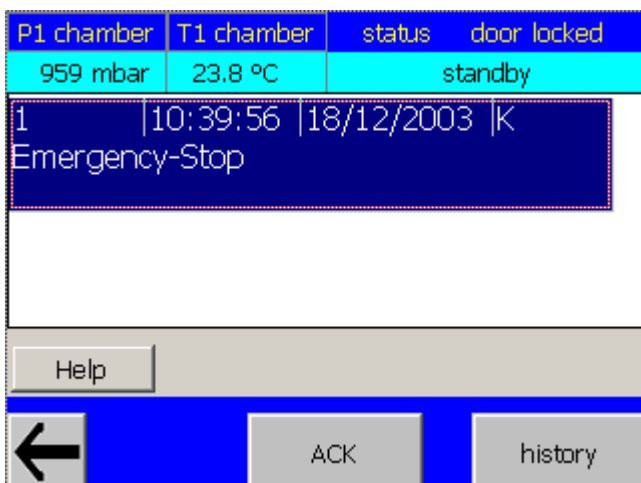 P1 chamber T1 chamber status door locked
959 mbar 23.8 ºC standby
1 10:39:56 18/12/2003 K
Emergency-Stop
Help
ACK history